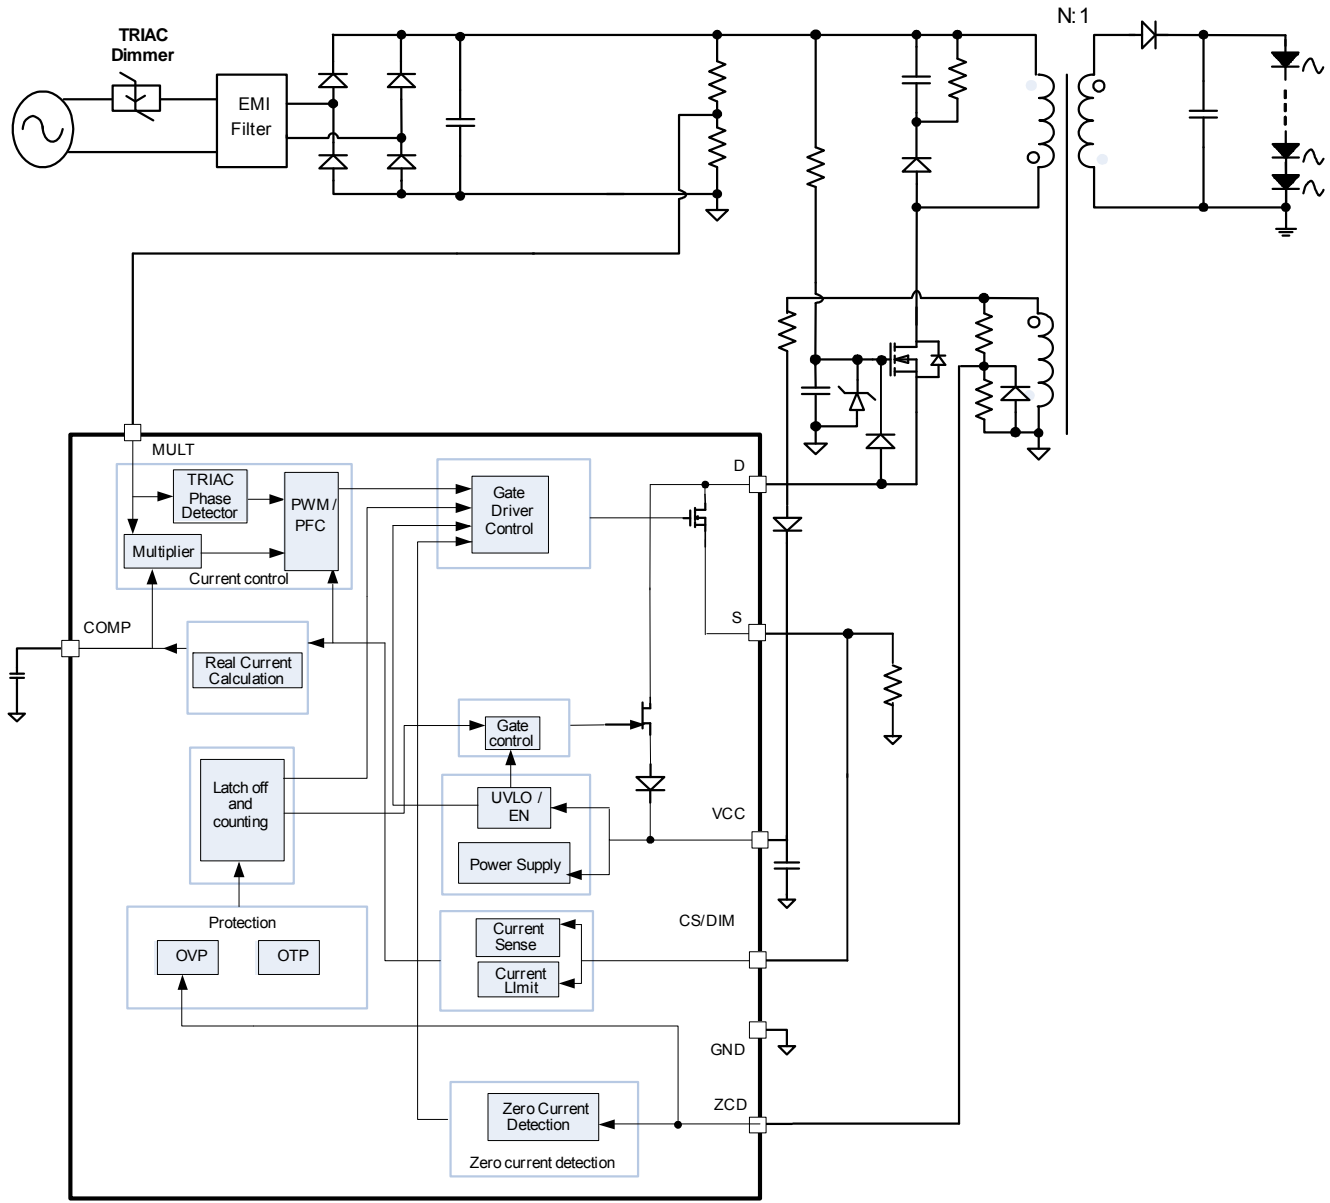 N:1
TRIAC
Dimmer
EMI
Filter
MULT
TRIAC
Phase
Detector
PWM /
PFC
Multiplier
Current control
Gate
Driver
Control
D
COMP
S
Real Current
Calculation
Gate
control
Latch off
and
counting
UVLO /
EN
VCC
Power Supply
Protection
OVP
OTP
Current
Sense
Current
LImit
CS/DIM
GND
Zero Current
Detection
ZCD
Zero current detection